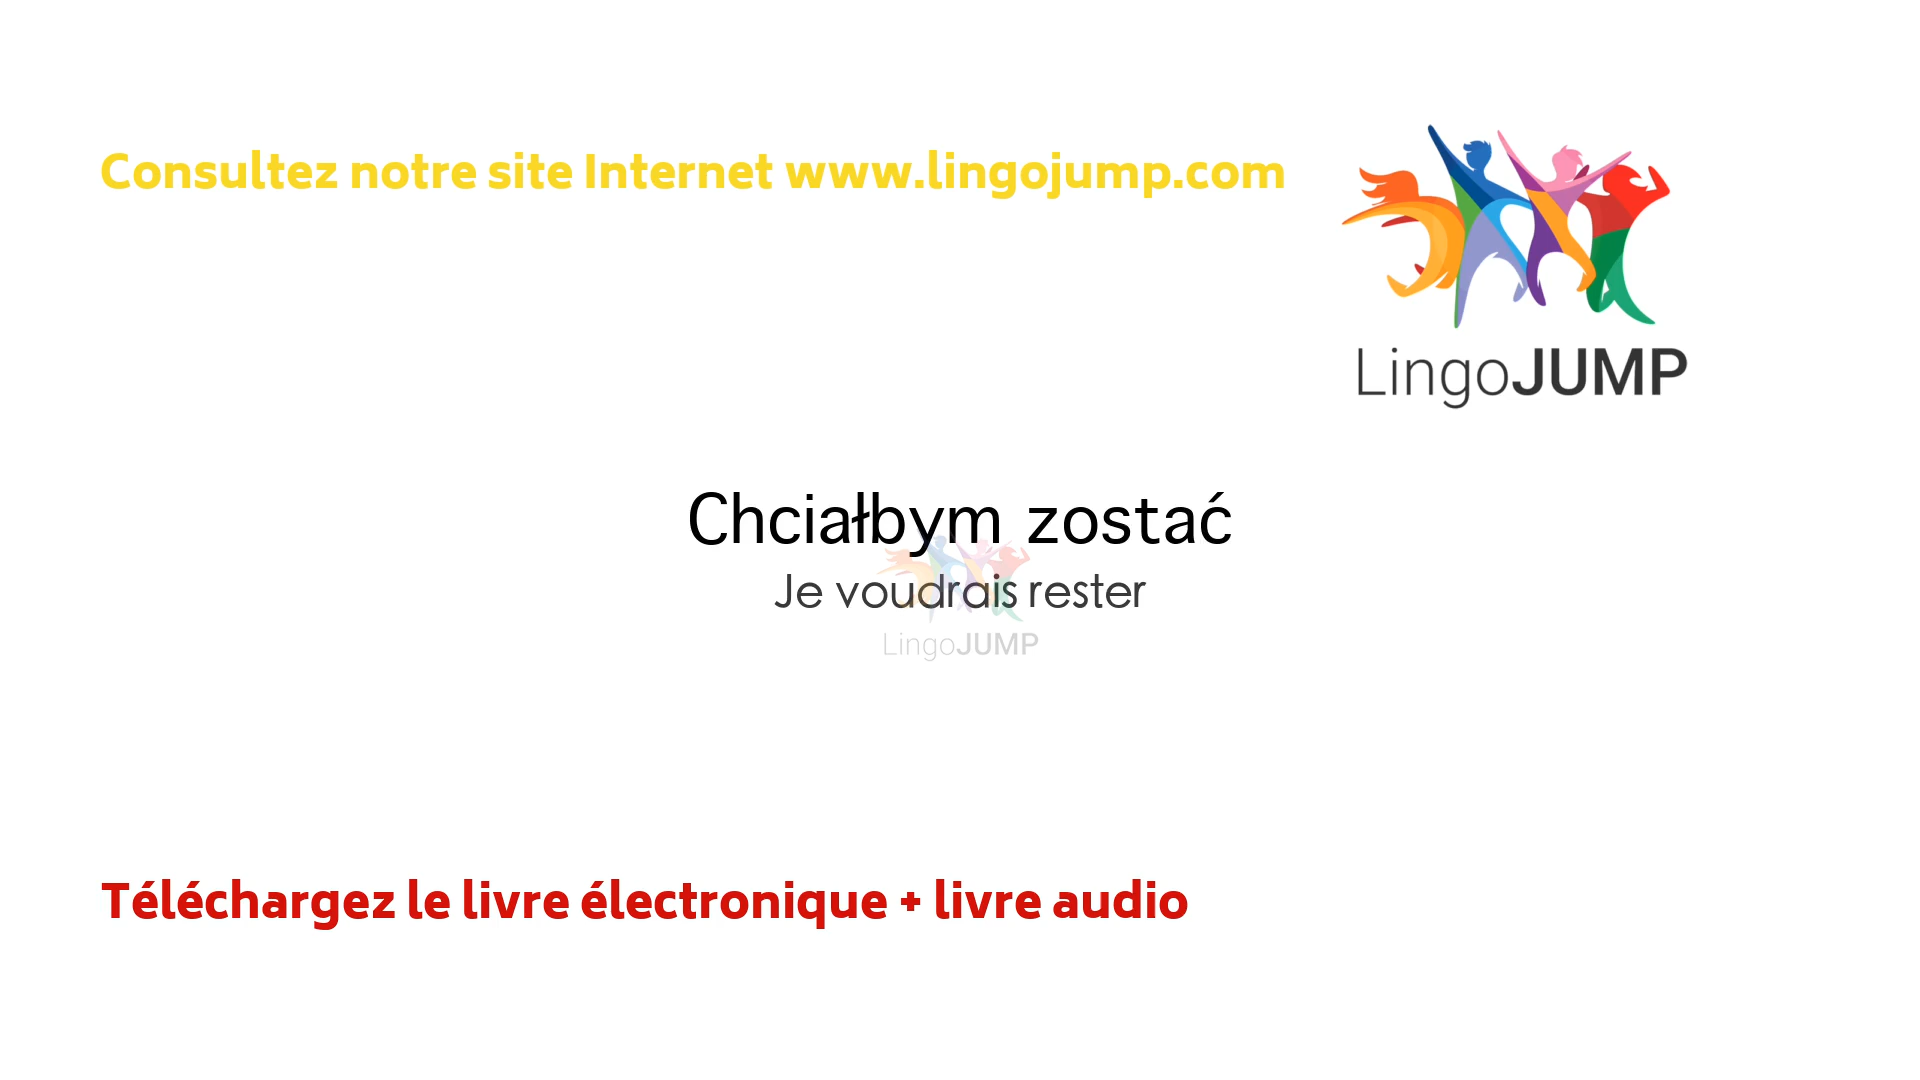 Consultez notre site Internet www.lingojump.com
LingoJUMP
Chciałbym zostać
Je voudrais rester
LingoJUMP
Téléchargez le livre électronique + livre audio